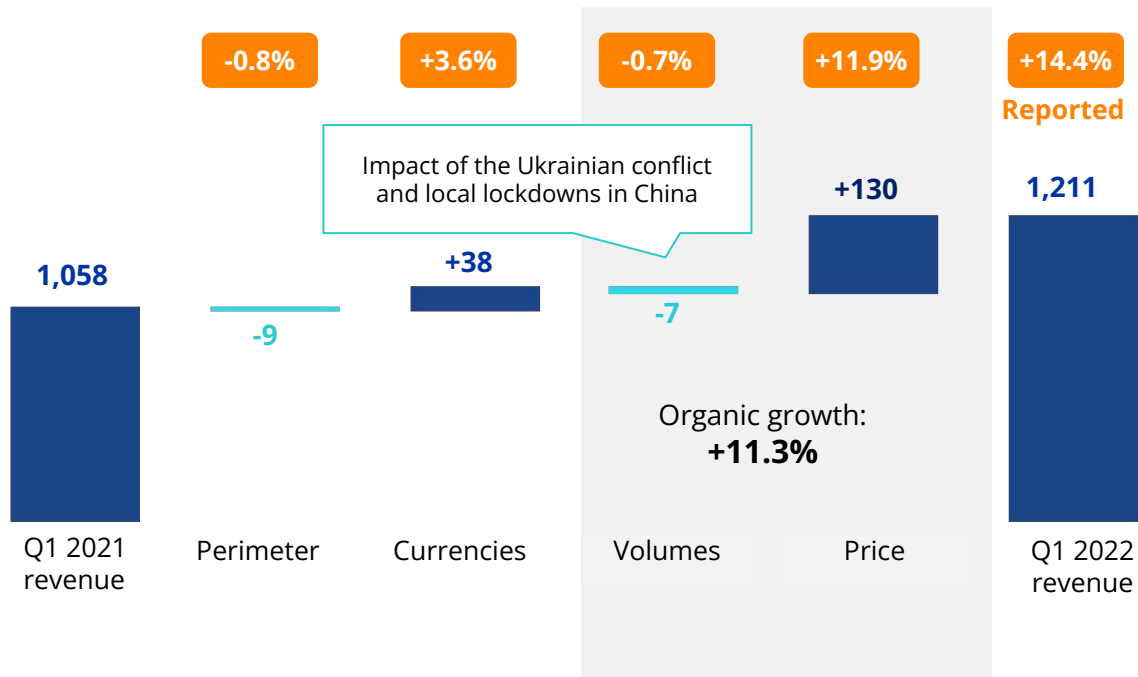 -0.8%
+3.6%
-0.7%
+11.9%
+14.4%
Reported
Impact of the Ukrainian conflict
and local lockdowns in China
1,058
-9
+38
-7
+130
1,211
Organic growth:
+11.3%
Q1 2021
revenue
Perimeter
Currencies
Volumes
Price
Q1 2022
revenue